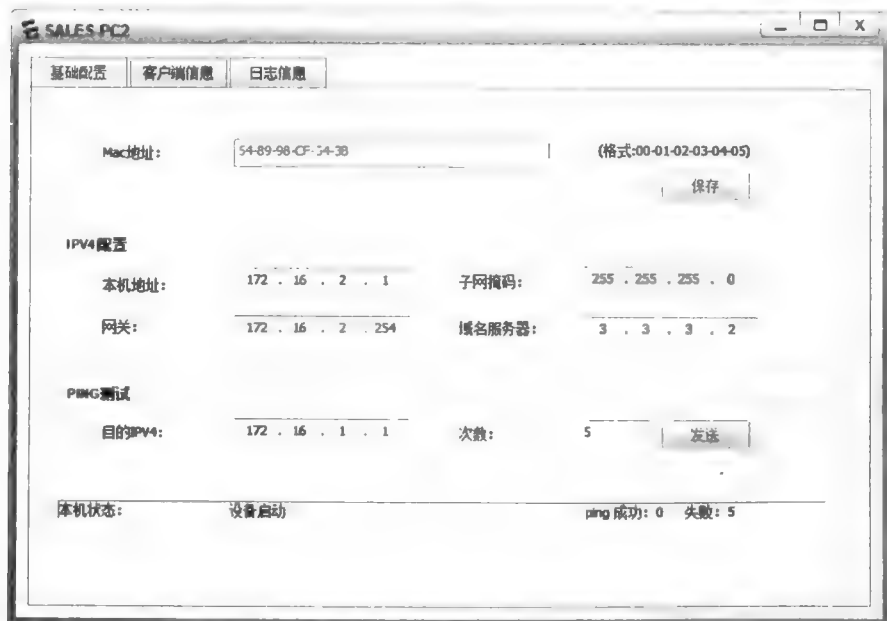 SALES PC2
基础配置 客户端信息 日志信息
Mac地址: 54-89-98-CF-54-38 (格式:00-01-02-03-04-05)
保存
IPV4配置
本机地址: 172 . 16 . 2 . 1 子网掩码: 255 . 255 . 255 . 0
网关: 172 . 16 . 2 . 254 域名服务器: 3 . 3 . 3 . 2
PING测试
目的IPV4: 172 . 16 . 1 . 1 次数: 5 发送
本机状态: 设备启动 ping 成功: 0 失败: 5